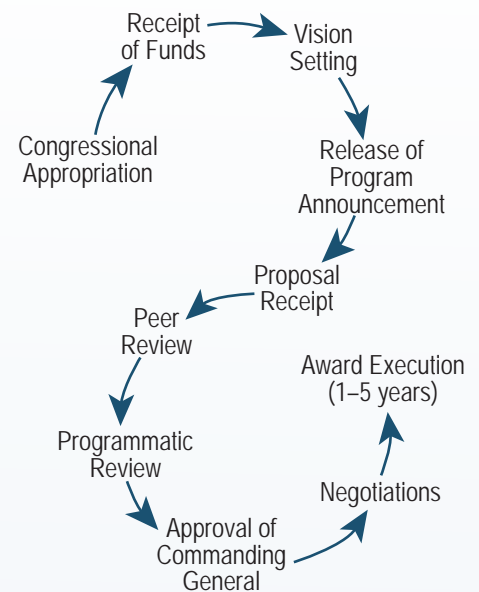 Congressional
Appropriation
Receipt
of Funds
Vision
Setting
Release of
Program
Announcement
Proposal
Receipt
Peer
Review
Programmatic
Review
Approval of
Commanding
General
Negotiations
Award Execution
(1–5 years)